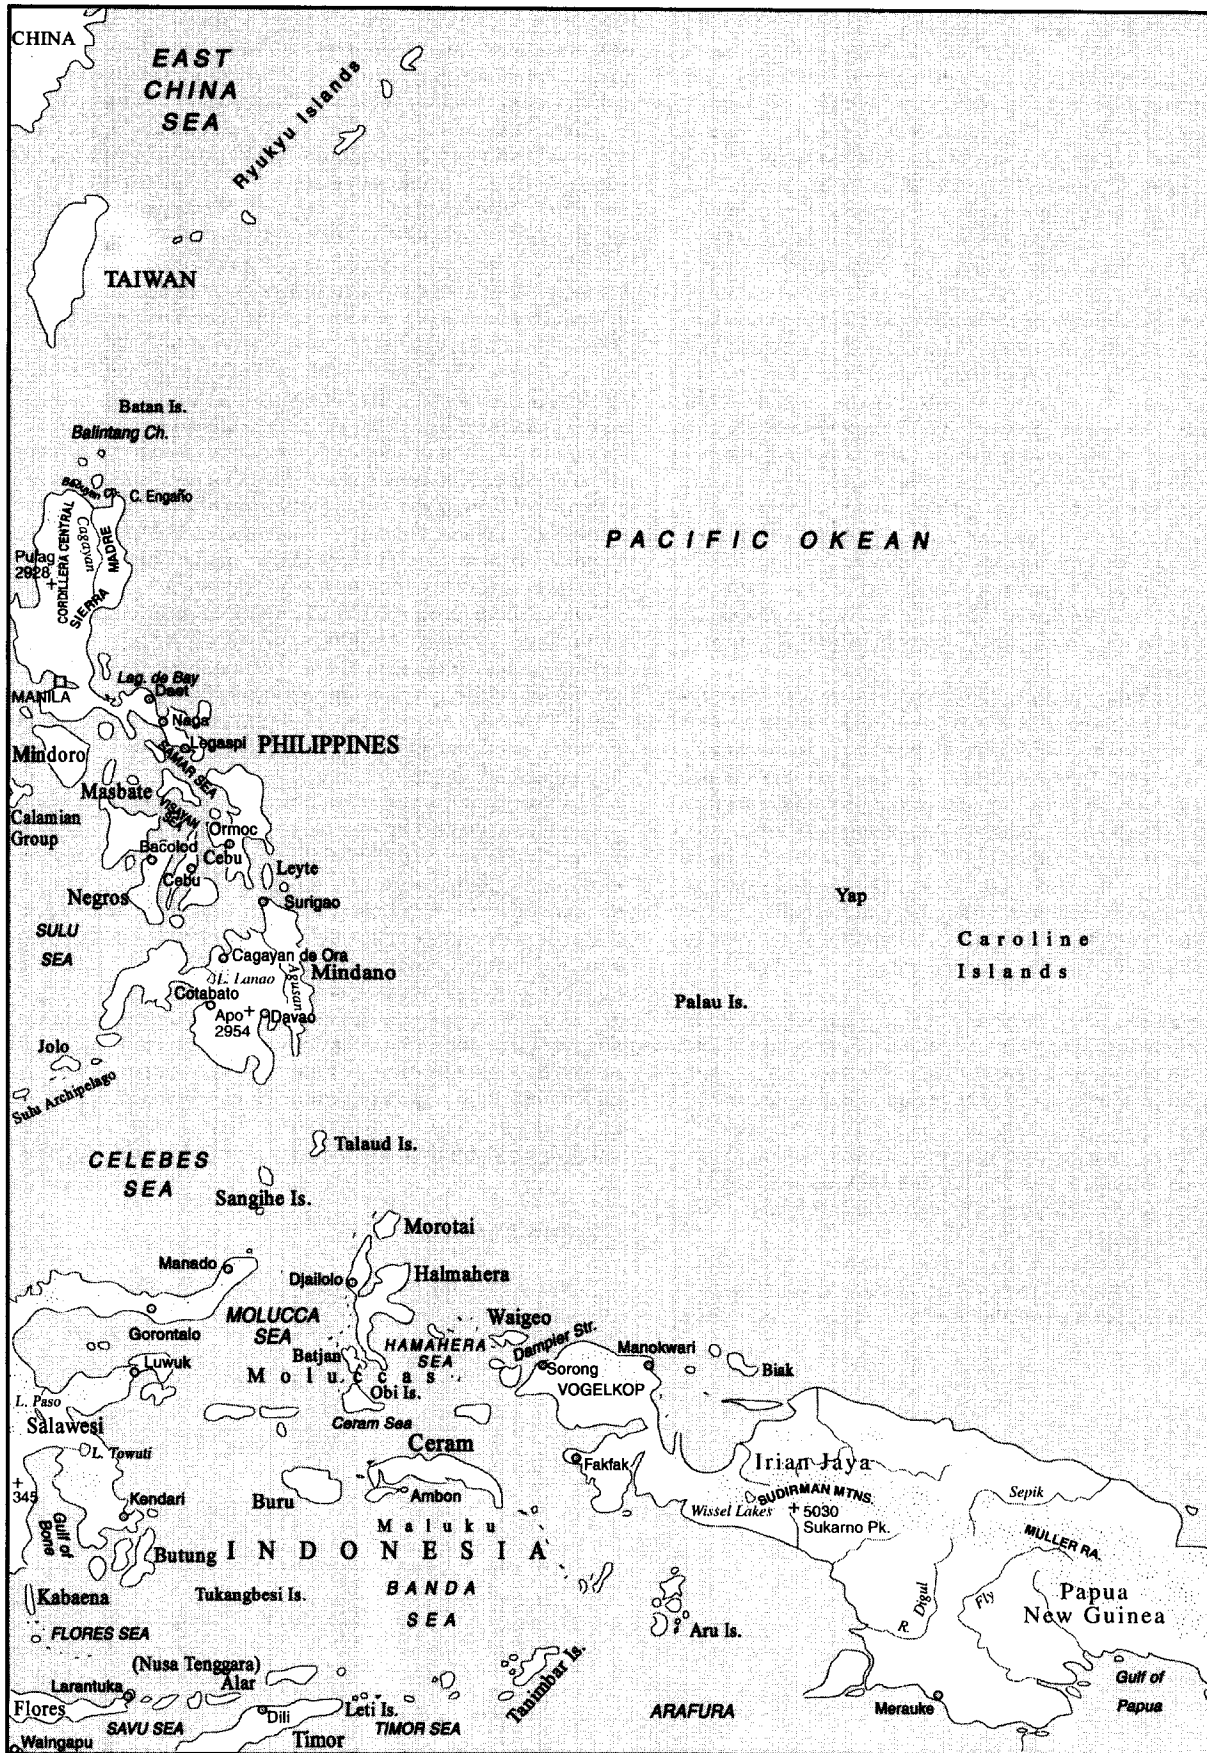 CHINA
EAST
CHINA
SEA
Ryukyu Islands
TAIWAN
Batan Is.
Balintang Ch.
Babuyan Ch.
C. Engaño
CORDILLERA CENTRAL
Cagayan
SIERRA MADRE
Pulag
2928
PACIFIC OKEAN
Lag. de Bay
MANILA
Daet
Naga
Legaspi
PHILIPPINES
Mindoro
SAMAR SEA
Masbate
VISAYAN
SEA
Calamian
Group
Ormoc
Bacolod
Cebu
Cebu
Leyte
Negros
Surigao
Yap
SULU
SEA
Caroline
Islands
Cagayan de Ora
L. Lanao
Agusan
Mindano
Cotabato
Apo
2954
Davao
Palau Is.
Jolo
Sulu Archipelago
Talaud Is.
CELEBES
SEA
Sangihe Is.
Morotai
Manado
Djailolo
Halmahera
MOLUCCA
SEA
Waigeo
Gorontalo
HAMAHERA
SEA
Dampier Str.
Manokwari
Batjan
Luwuk
Moluccas
Sorong
Biak
VOGELKOP
L. Paso
Obi Is.
Salawesi
Ceram Sea
L. Towuti
Ceram
Irian Jaya
Fakfak
345
Kendari
Buru
Ambon
Wissel Lakes
SUDIRMAN MTNS.
5030
Sukarno Pk.
Sepik
Gulf of
Bone
Maluku
MULLER RA.
Butung
INDONESIA
Kabaena
Tukangbesi Is.
BANDA
SEA
R. Digul
Fly
Papua
New Guinea
FLORES SEA
Aru Is.
(Nusa Tenggara)
Alar
Tanimbar Is.
Larantuka
Gulf of
Papua
Flores
Leti Is.
ARAFURA
Merauke
SAVU SEA
Dili
TIMOR SEA
Timor
Waingapu